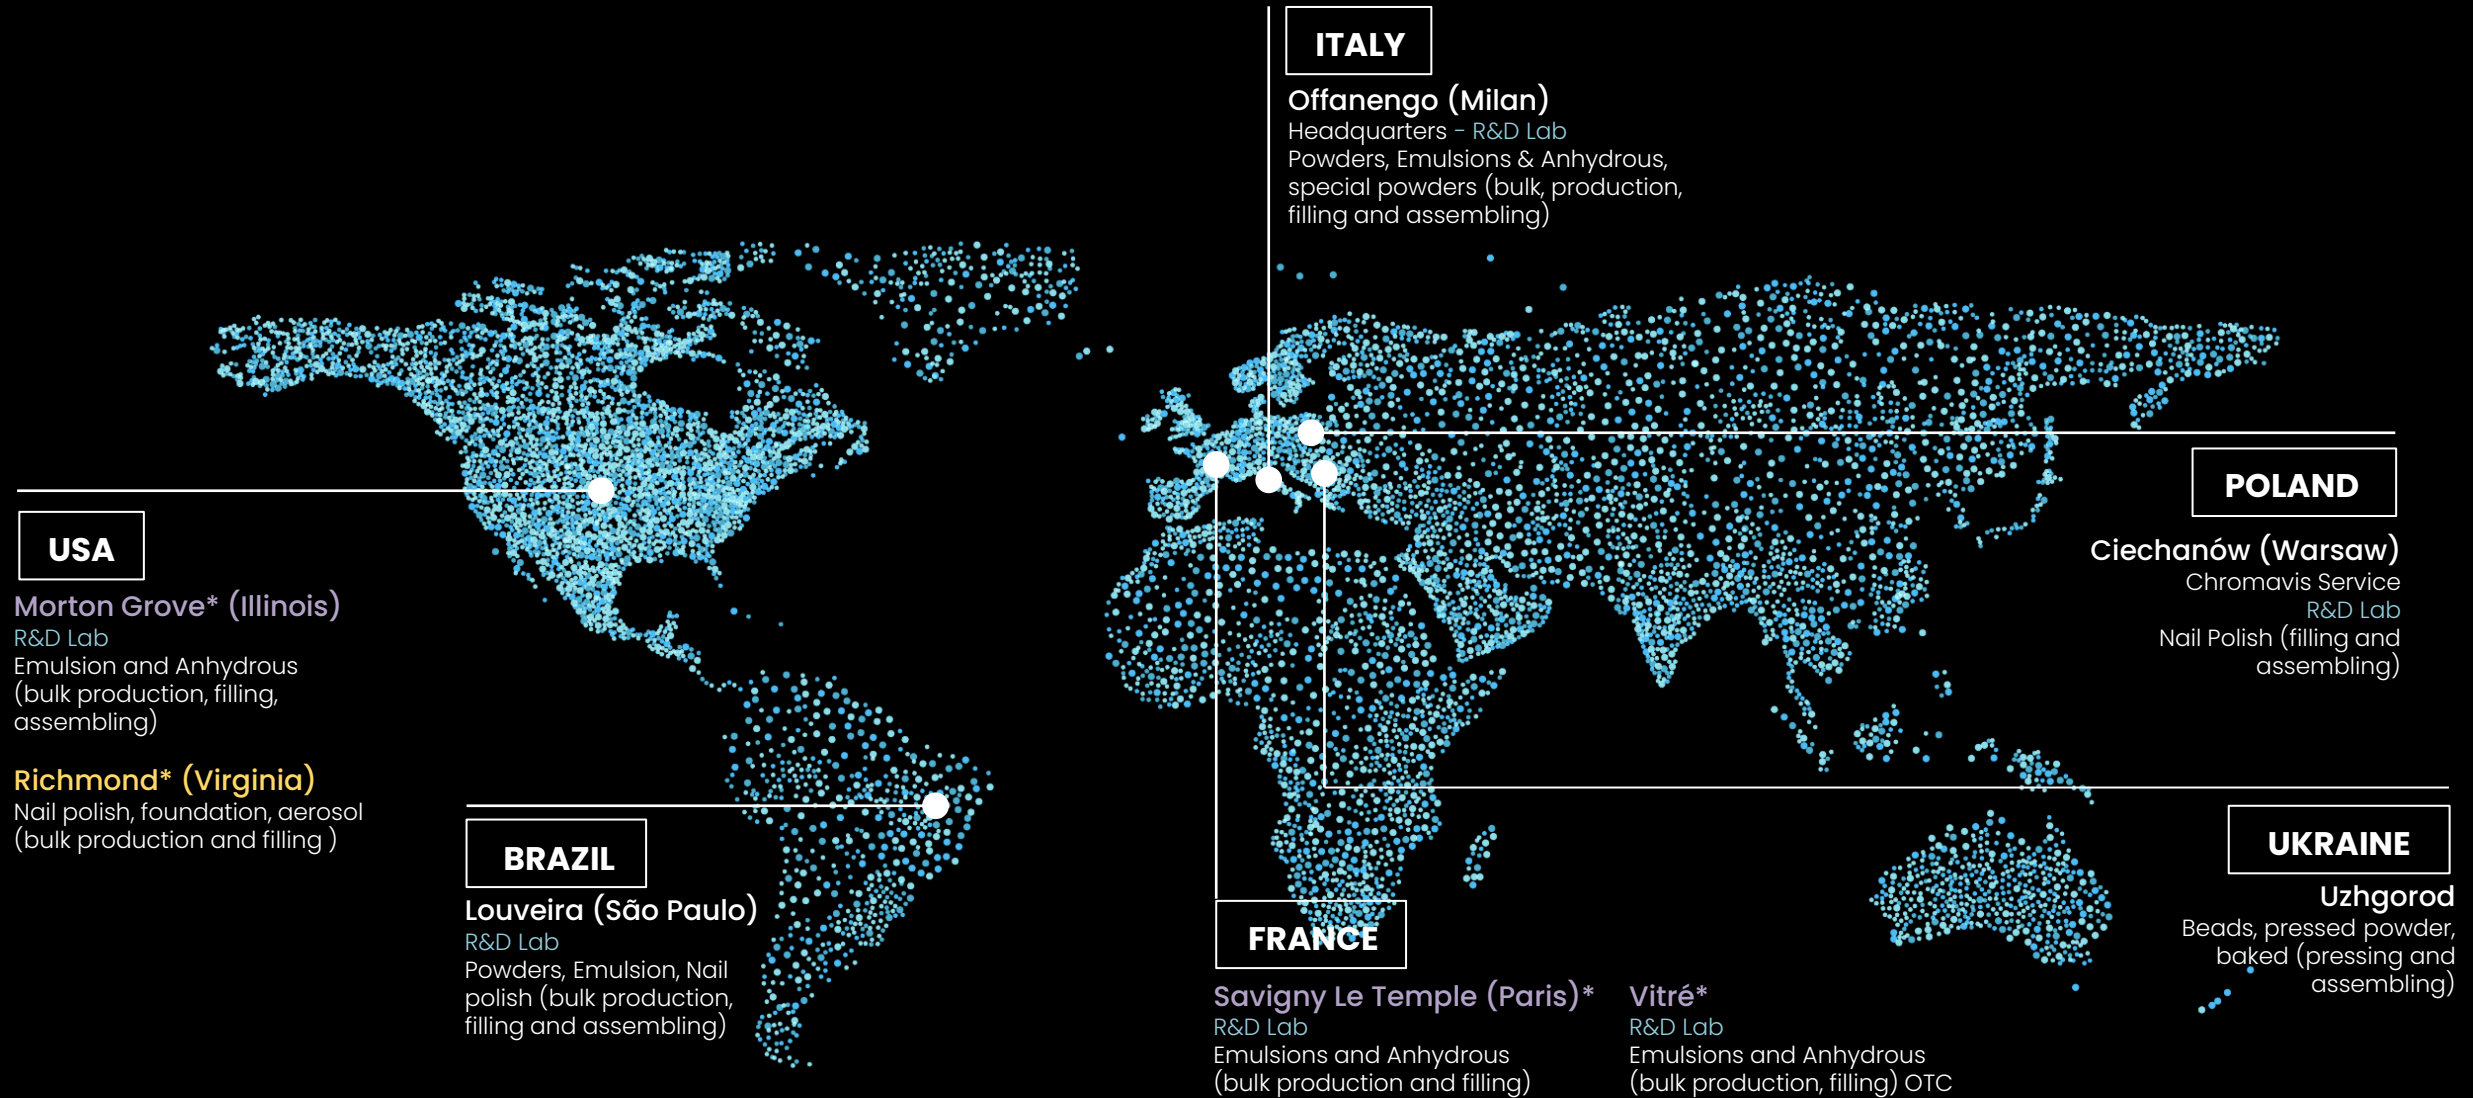 ITALY
Offanengo (Milan)
Headquarters - R&D Lab
Powders, Emulsions & Anhydrous,
special powders (bulk, production,
filling and assembling)
POLAND
Ciechanów (Warsaw)
Chromavis Service
R&D Lab
Nail Polish (filling and
assembling)
USA
Morton Grove* (Illinois)
R&D Lab
Emulsion and Anhydrous
(bulk production, filling,
assembling)
Richmond* (Virginia)
Nail polish, foundation, aerosol
(bulk production and filling )
BRAZIL
Louveira (São Paulo)
R&D Lab
Powders, Emulsion, Nail
polish (bulk production,
filling and assembling)
UKRAINE
Uzhgorod
Beads, pressed powder,
baked (pressing and
assembling)
FRANCE
Savigny Le Temple (Paris)*
R&D Lab
Emulsions and Anhydrous
(bulk production and filling)
Vitré*
R&D Lab
Emulsions and Anhydrous
(bulk production, filling) OTC